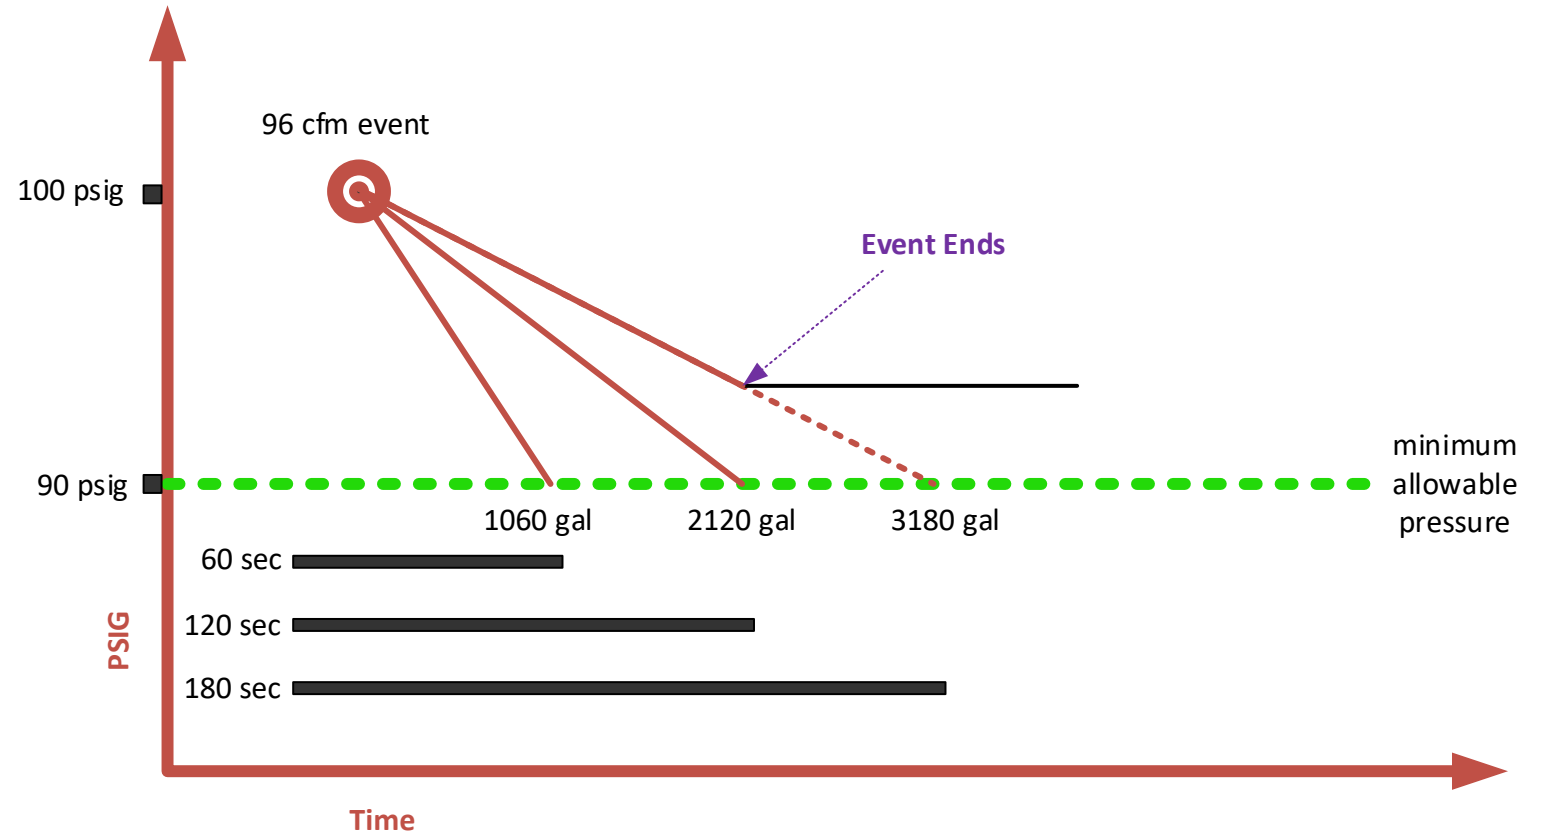 96 cfm event
100 psig
Event Ends
90 psig
minimum
allowable
pressure
1060 gal
2120 gal
3180 gal
60 sec
120 sec
180 sec
PSIG
Time